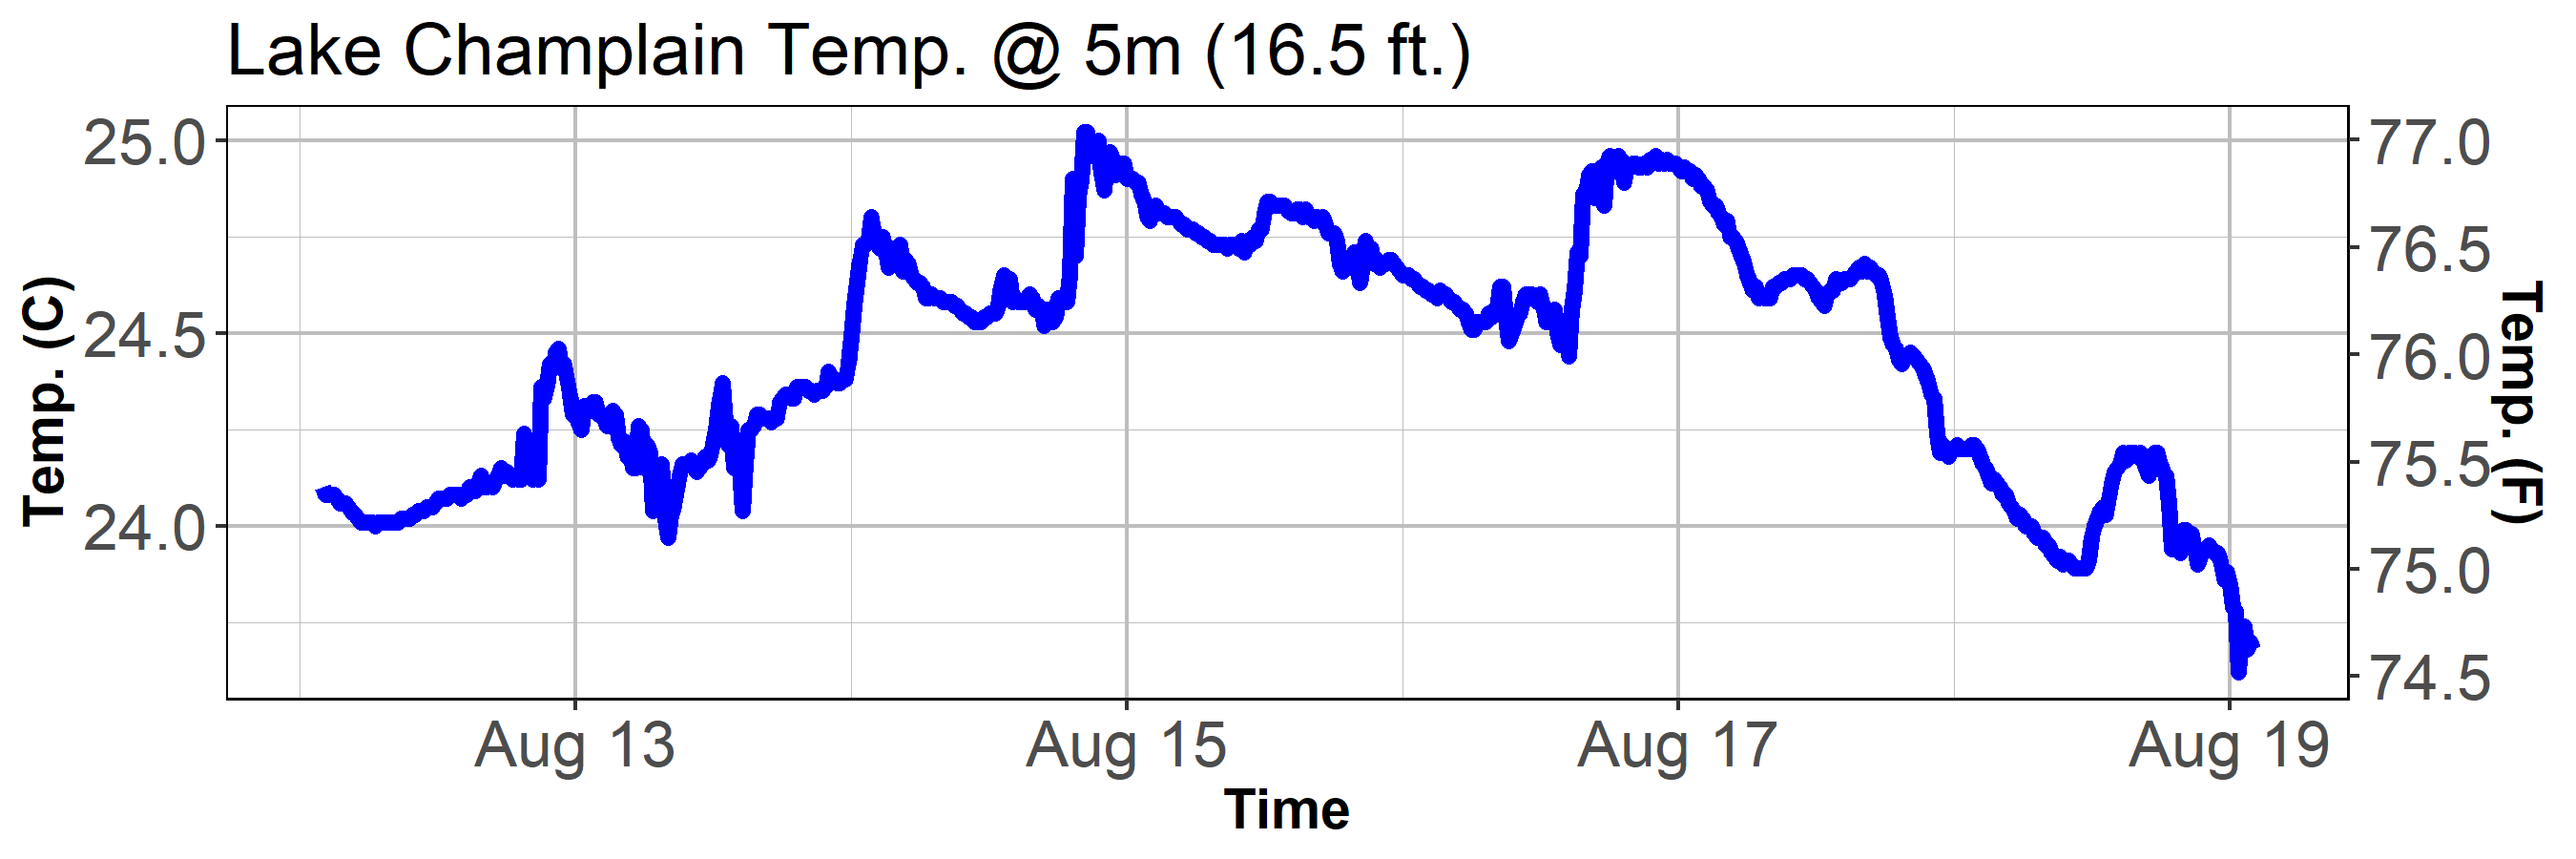 Lake Champlain Temp. @ 5m (16.5 ft.)
25.0
24.5
24.0
Temp. (C)
77.0
76.5
76.0
75.5
75.0
74.5
Temp. (F)
Aug 13
Aug 15
Aug 17
Aug 19
Time